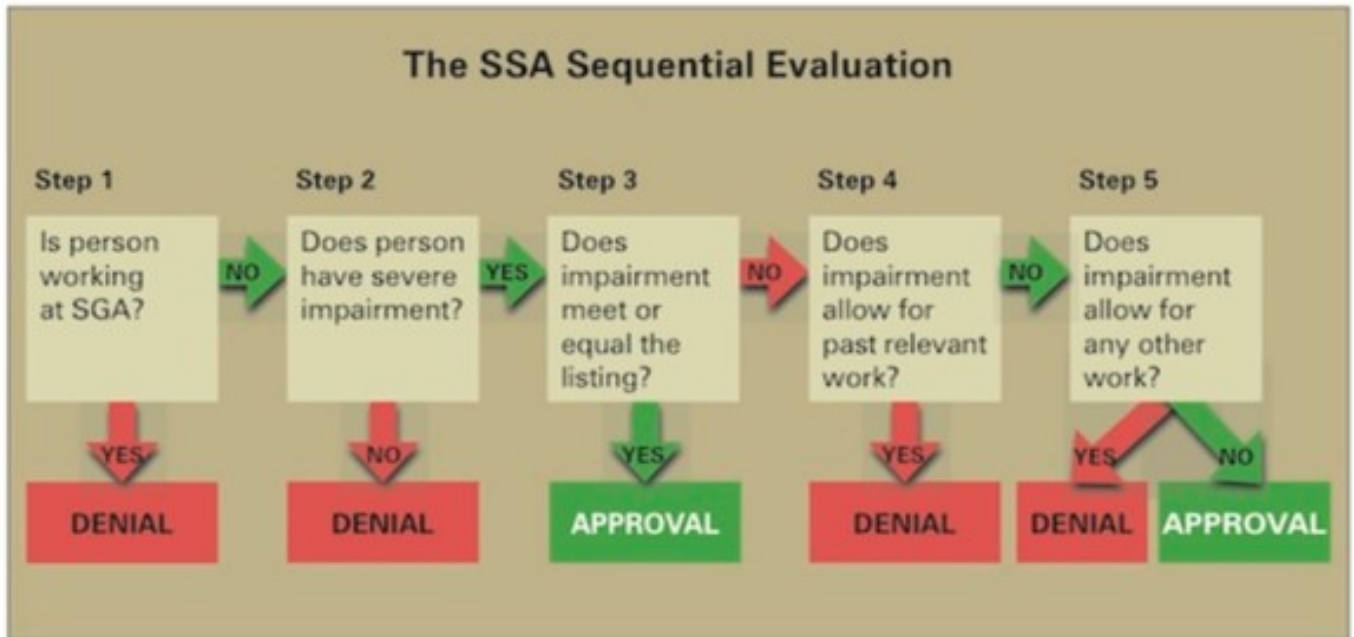 The SSA Sequential Evaluation
Step 1
Is person
working
at SGA?
NO
YES
DENIAL
Step 2
Does person
have severe
impairment?
YES
NO
DENIAL
Step 3
Does
impairment
meet or
equal the
listing?
NO
YES
APPROVAL
Step 4
Does
impairment
allow for
past relevant
work?
NO
YES
DENIAL
Step 5
Does
impairment
allow for
any other
work?
YES
NO
DENIAL
APPROVAL